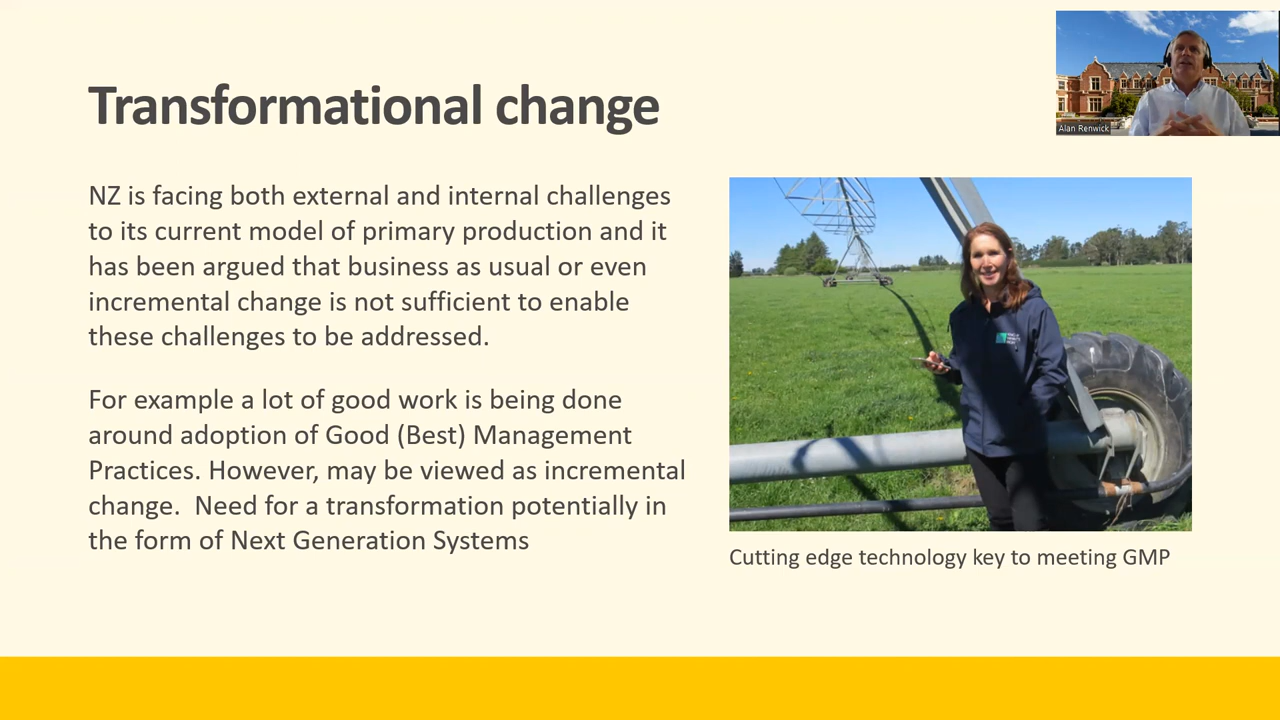 Transformational change
Alan Renwick
NZ is facing both external and internal challenges
to its current model of primary production and it
has been argued that business as usual or even
incremental change is not sufficient to enable
these challenges to be addressed.
For example a lot of good work is being done
around adoption of Good (Best) Management
Practices. However, may be viewed as incremental
change.  Need for a transformation potentially in
the form of Next Generation Systems
Cutting edge technology key to meeting GMP